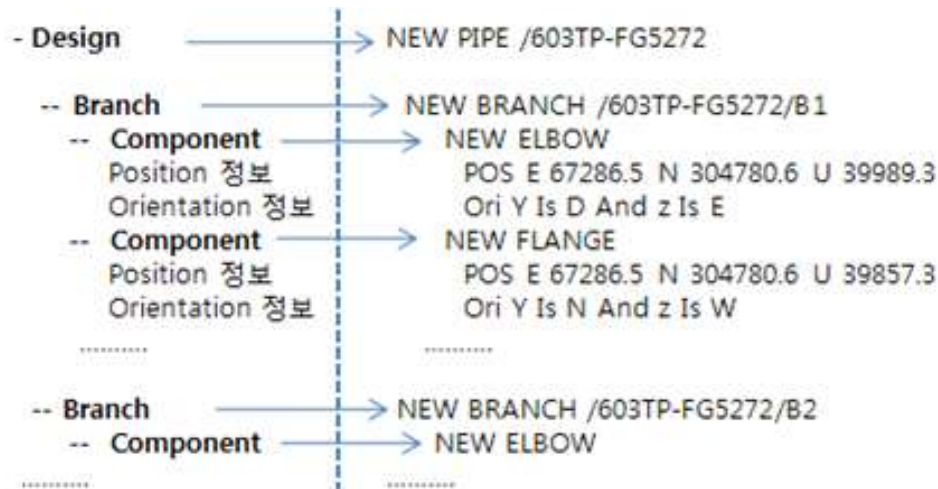 - Design NEW PIPE /603TP-FG5272
-- Branch NEW BRANCH /603TP-FG5272/B1
-- Component NEW ELBOW
Position 정보 POS E 67286.5 N 304780.6 U 39989.3
Orientation 정보 Ori Y Is D And z Is E
-- Component NEW FLANGE
Position 정보 POS E 67286.5 N 304780.6 U 39857.3
Orientation 정보 Ori Y Is N And z Is W
.......... ..........
-- Branch NEW BRANCH /603TP-FG5272/B2
-- Component NEW ELBOW
.......... ..........